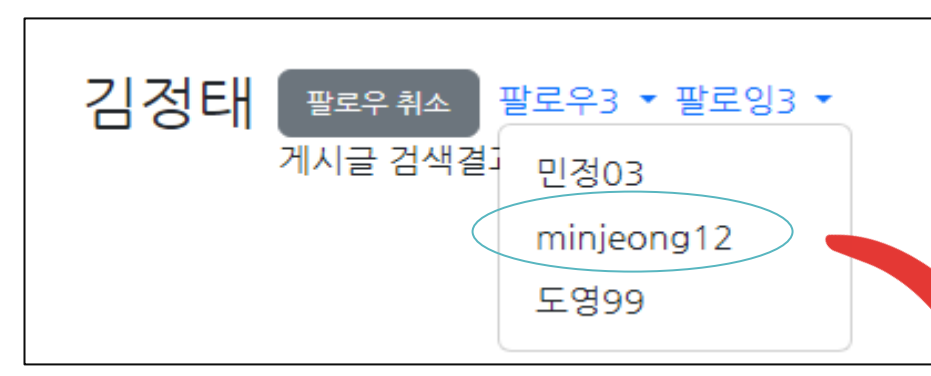 김정태 팔로우 취소 팔로우3 팔로잉3
게시글 검색결과
민정03
minjeong12
도영99